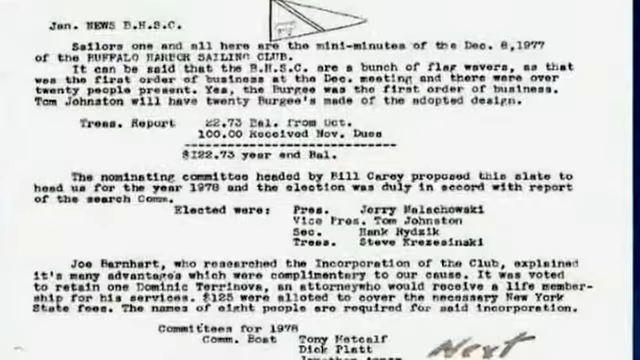 Jan. NEWS B.H.S.C.
Sailors one and all here are the mini-minutes of the Dec. 8,1977
of the BUFFALO HARBOR SAILING CLUB.
It can be said that the B.H.S.C. are a bunch of flag wavers, as that
was the first order of business at the Dec. meeting and there were over
twenty people present. Yes, the Burgee was the first order of business.
Tom Johnston will have twenty Burgee's made of the adopted design.
Treas. Report 22.73 Bal. from Oct.
100.00 Received Nov. Dues
$122.73 year end Bal.
The nominating committee headed by Bill Carey proposed this slate to
head us for the year 1978 and the election was duly in accord with report
of the search Comm.
Elected were: Pres. Jerry Malachowski
Vice Pres. Tom Johnston
Sec. Hank Hydzik
Treas. Steve Krezesinski
Joe Barnhart, who researched the Incorporation of the Club, explained
it's many advantages which were complimentary to our cause. It was voted
to retain one Dominic Terrinova, an attorneywho would receive a life member-
ship for his services. $125 were alloted to cover the necessary New York
State fees. The names of eight people are required for said incorporation.
Committees for 1978
Comm. Boat Tony Metcalf
Dick Platt
Next